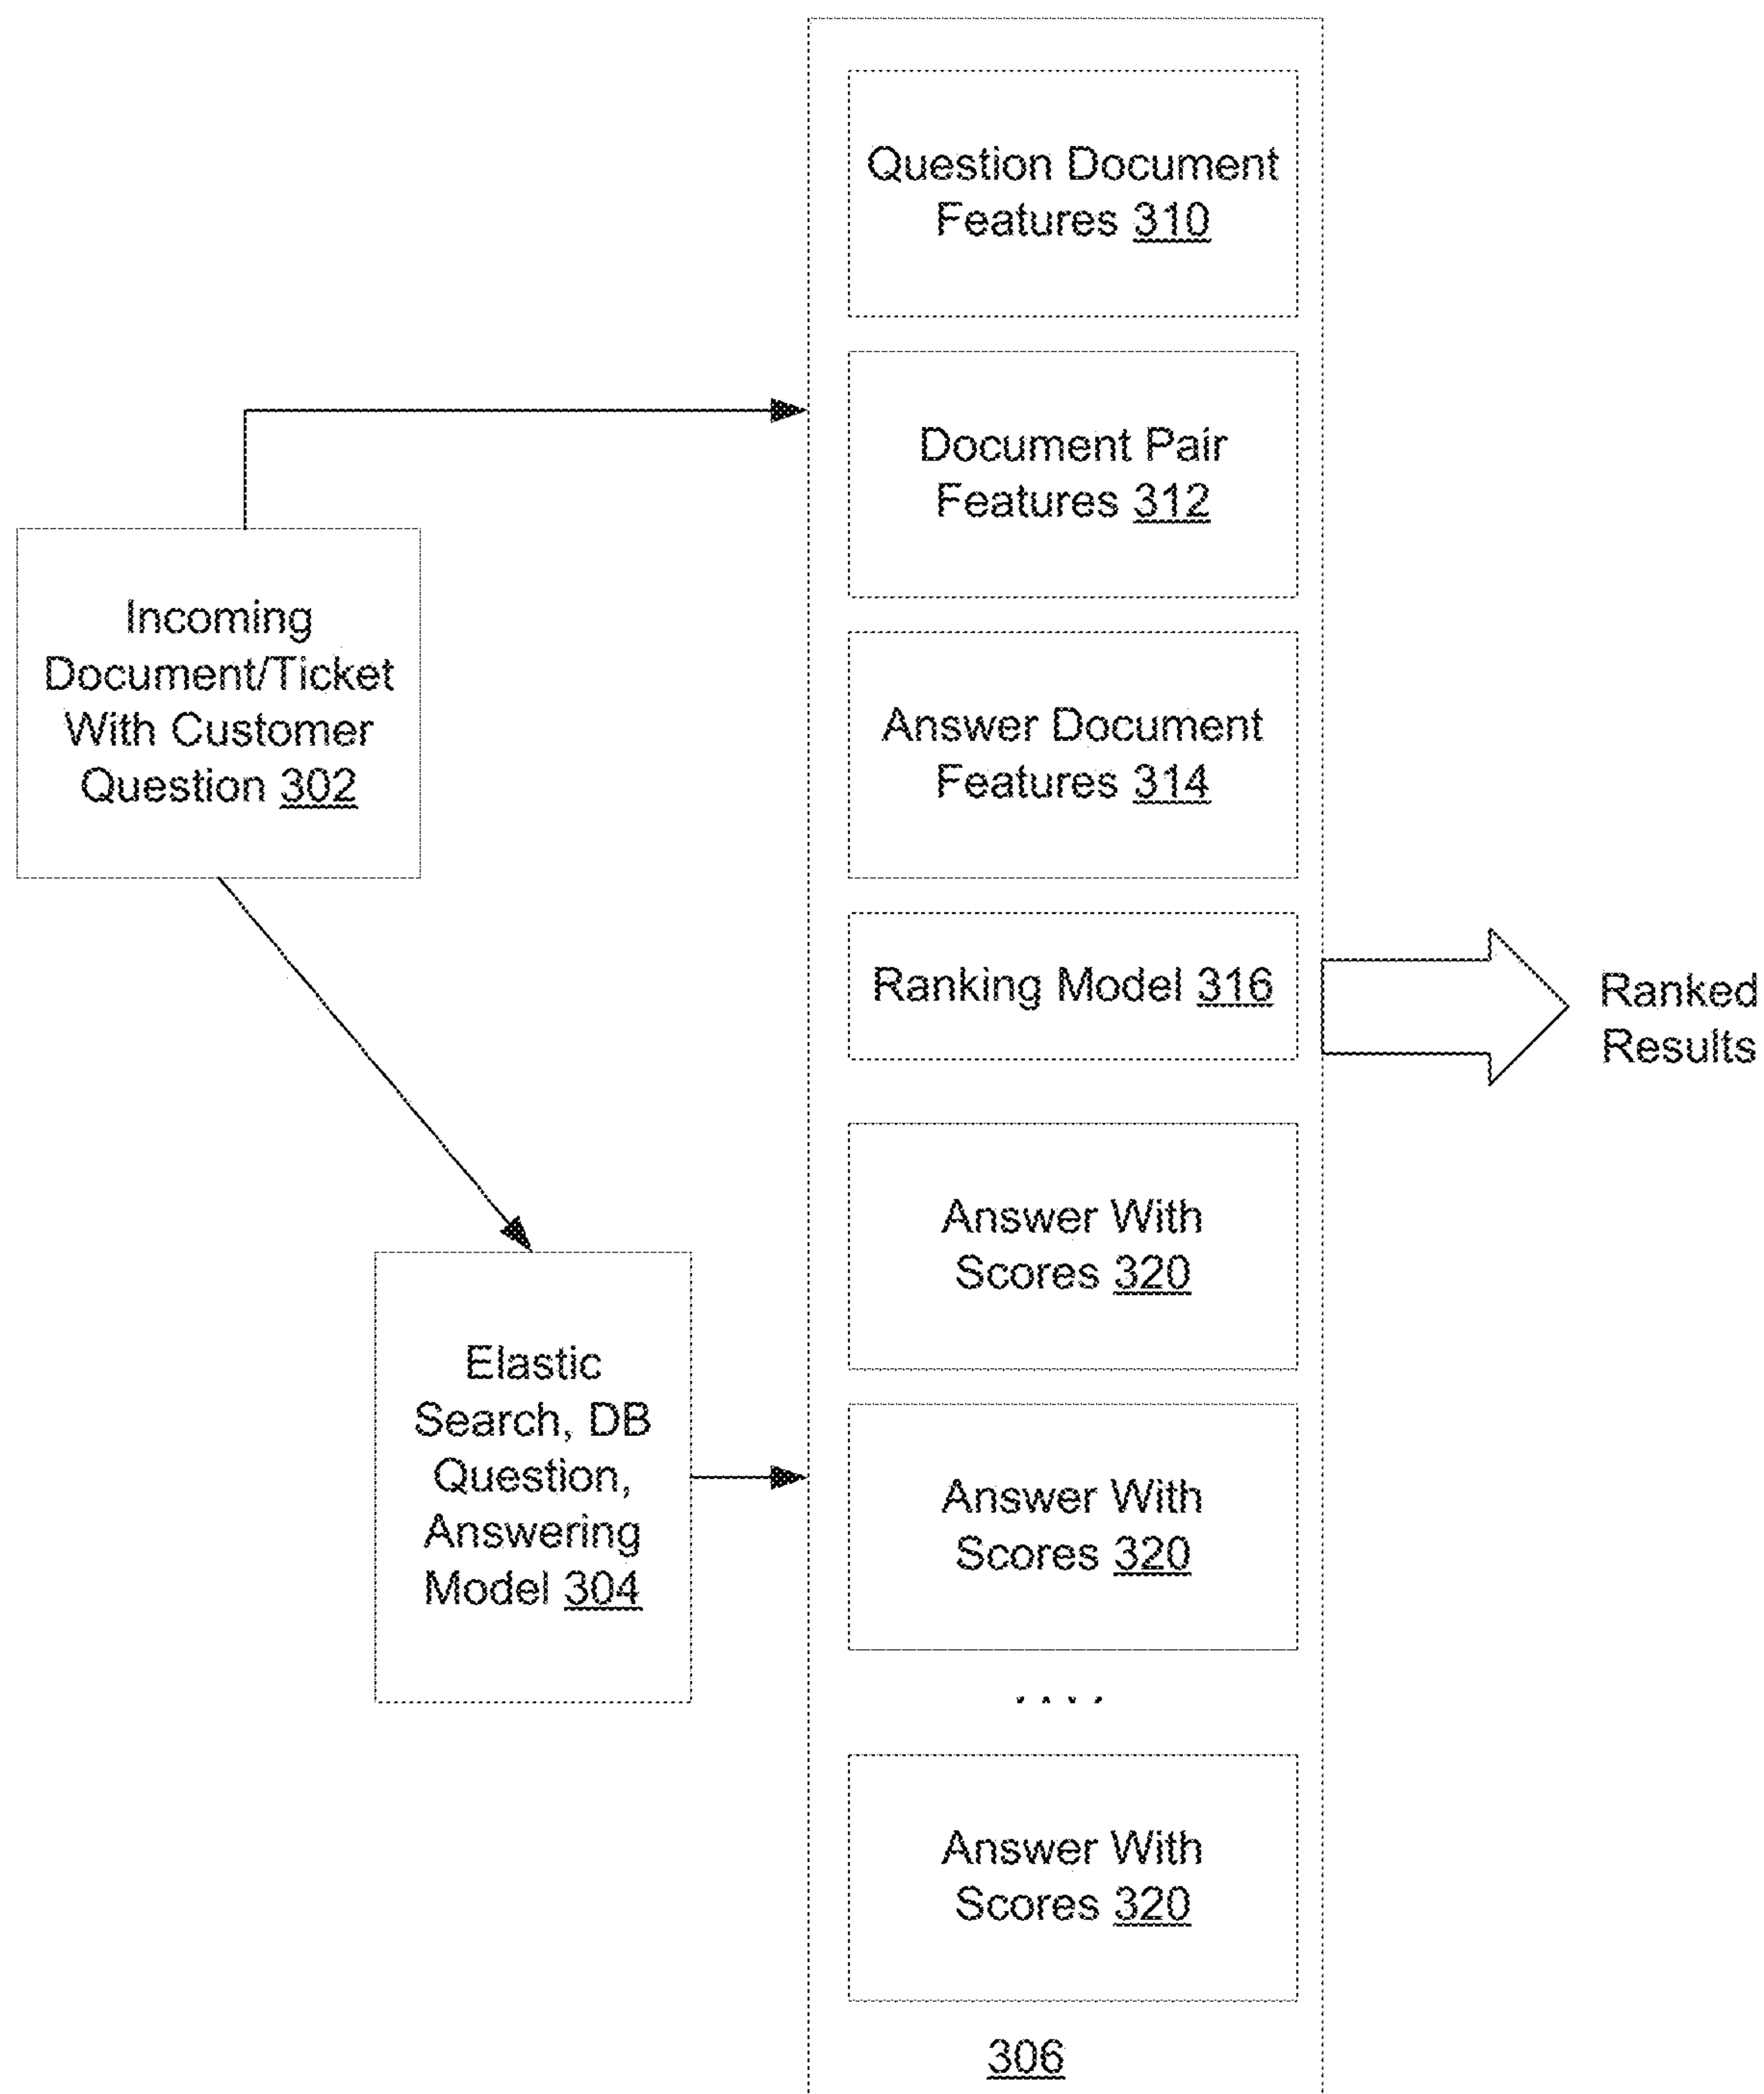 Question Document
Features 310
Document Pair
Features 312
Incoming
Document/Ticket
With Customer
Question 302
Answer Document
Features 314
Ranking Model 316
Ranked
Results
Answer With
Scores 320
Elastic
Search, DB
Question,
Answering
Model 304
Answer With
Scores 320
. . . .
Answer With
Scores 320
306